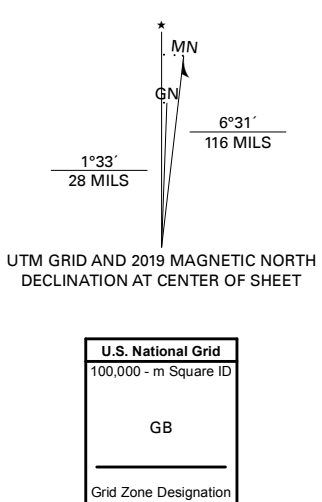 ★
MN
GN
6°31´
116 MILS
1°33´
28 MILS
UTM GRID AND 2019 MAGNETIC NORTH
DECLINATION AT CENTER OF SHEET
U.S. National Grid
100,000 - m Square ID
GB
Grid Zone Designation